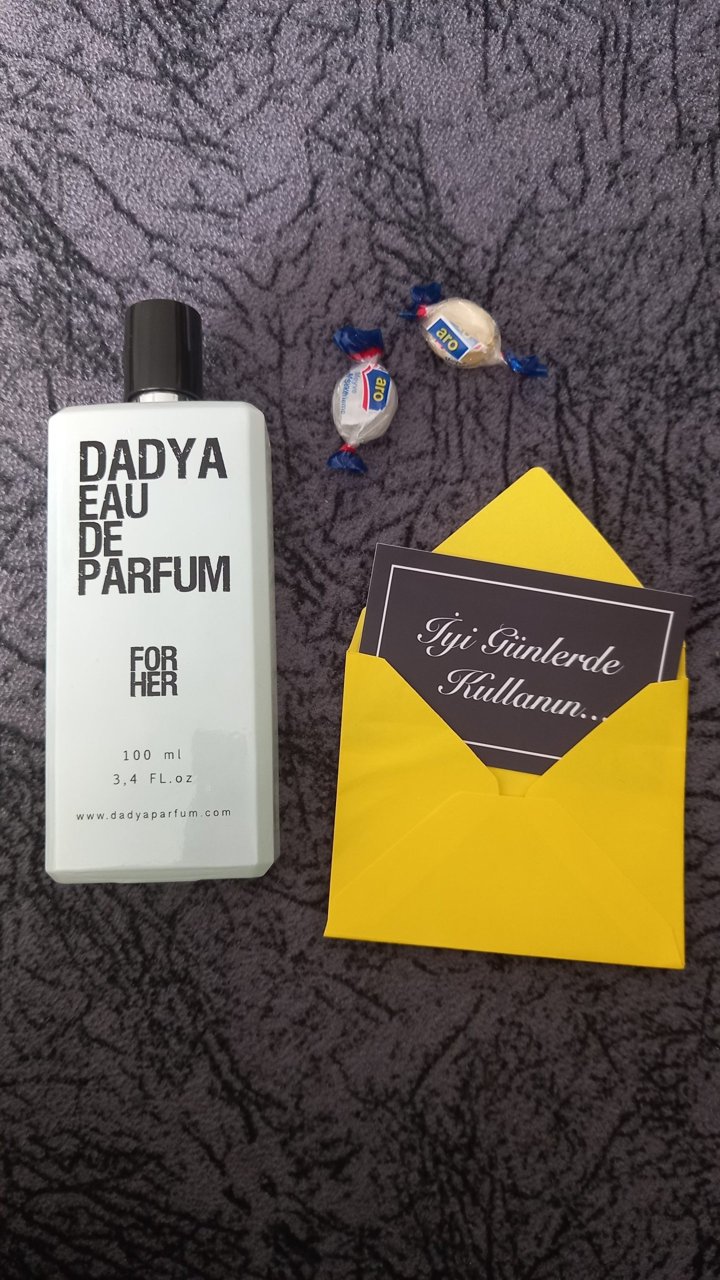 DADYA
EAU
DE
PARFUM
FOR
HER
100 ml
3,4 FL.oz
www.dadyaparfum.com
aro
aro
Meyve
İyi Günlerde
Kullanın...